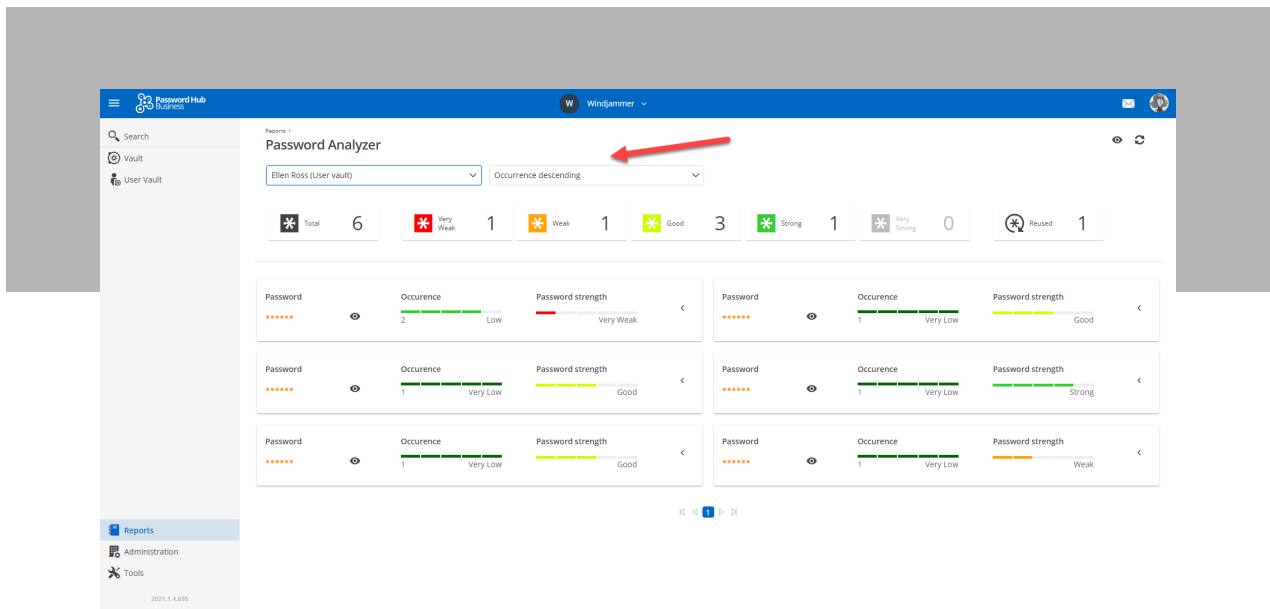 Password Hub
Business
W Windjammer
Search
Vault
User Vault
Reports ›
Password Analyzer
Ellen Ross (User vault)
Occurrence descending
Total 6
Very
Weak 1
Weak 1
Good 3
Strong 1
Very
Strong 0
Reused 1
Password Occurence Password strength
****** 2 Low Very Weak
Password Occurence Password strength
****** 1 Very Low Good
Password Occurence Password strength
****** 1 Very Low Good
Password Occurence Password strength
****** 1 Very Low Strong
Password Occurence Password strength
****** 1 Very Low Good
Password Occurence Password strength
****** 1 Very Low Weak
1
Reports
Administration
Tools
2021.1.4.695